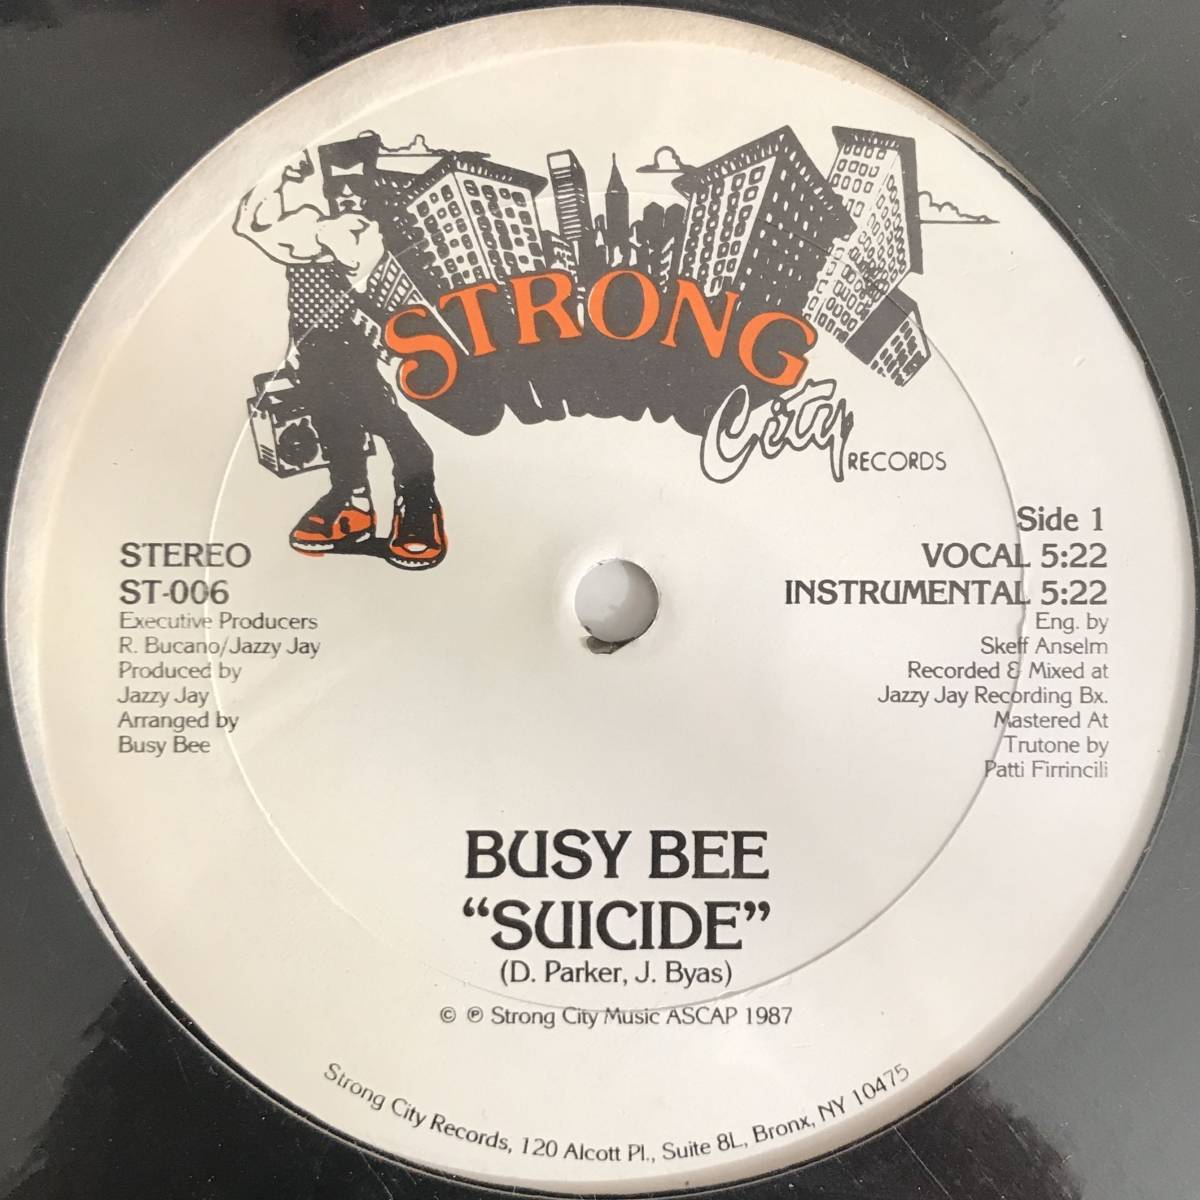 STRONG
City RECORDS
STEREO
ST-006
Executive Producers
R. Bucano/Jazzy Jay
Produced by
Jazzy Jay
Arranged by
Busy Bee
Side 1
VOCAL 5:22
INSTRUMENTAL 5:22
Eng. by
Skeff Anselm
Recorded & Mixed at
Jazzy Jay Recording Bx.
Mastered At
Trutone by
Patti Firrincili
BUSY BEE
“SUICIDE”
(D. Parker, J. Byas)
© ℗ Strong City Music ASCAP 1987
Strong City Records, 120 Alcott Pl., Suite 8L, Bronx, NY 10475